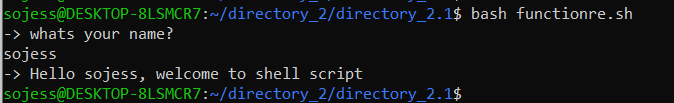 sojess@DESKTOP-8LSMCR7:~/directory_2/directory_2.1$ bash functionre.sh
-> whats your name?
sojess
-> Hello sojess, welcome to shell script
sojess@DESKTOP-8LSMCR7:~/directory_2/directory_2.1$